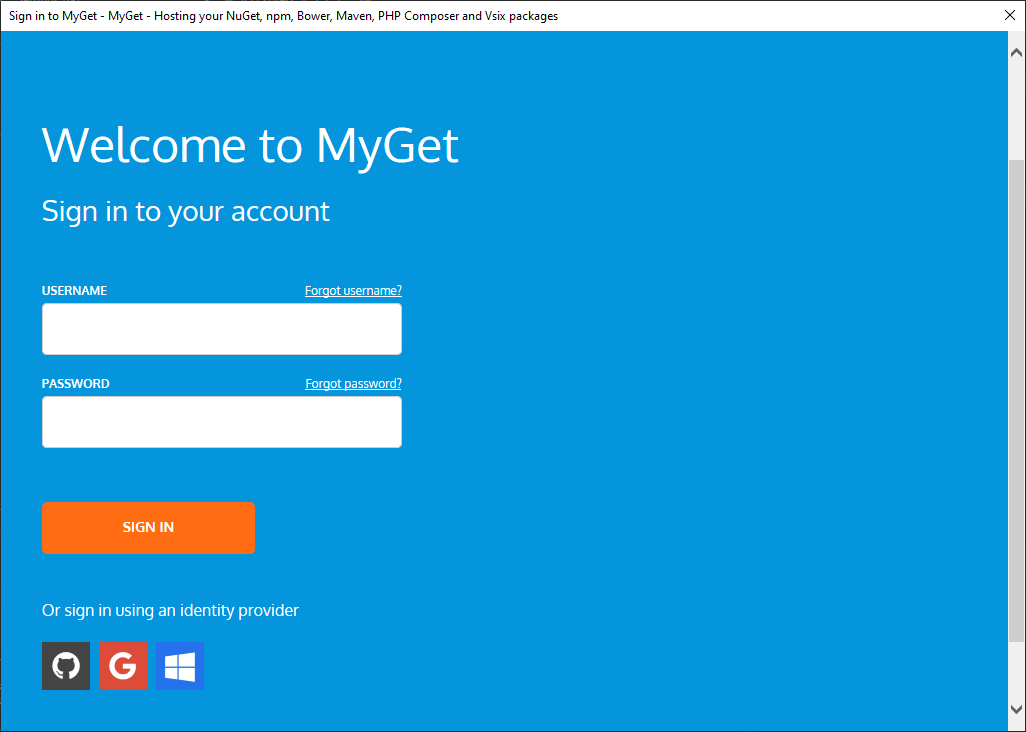 Sign in to MyGet - MyGet - Hosting your NuGet, npm, Bower, Maven, PHP Composer and Vsix packages
Welcome to MyGet
Sign in to your account
USERNAME Forgot username?
PASSWORD Forgot password?
SIGN IN
Or sign in using an identity provider